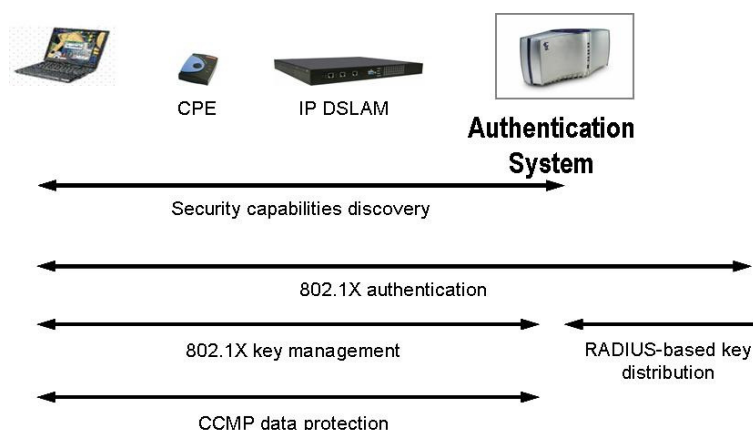 CPE
IP DSLAM
Authentication
System
Security capabilities discovery
802.1X authentication
802.1X key management
RADIUS-based key
distribution
CCMP data protection